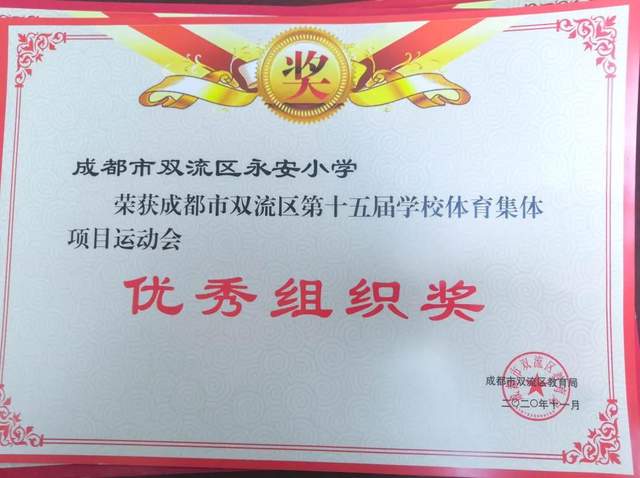 奖
成都市双流区永安小学
荣获成都市双流区第十五届学校体育集体
项目运动会
优秀组织奖
成都市双流区教育局
二〇二〇年十一月